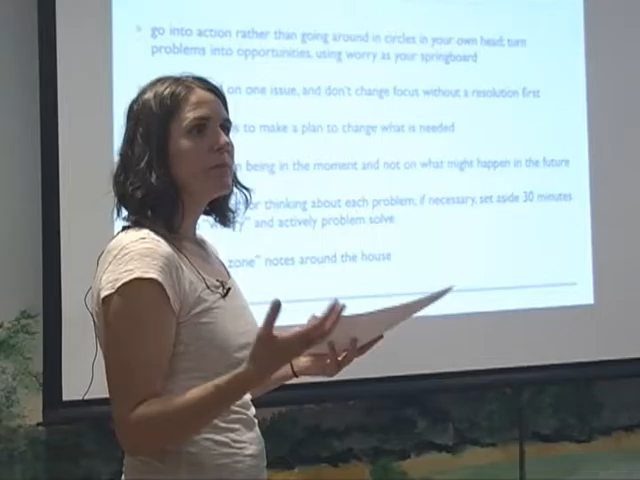 go into action rather than going around in circles in your own head; turn
problems into opportunities, using worry as your springboard
on one issue, and don't change focus without a resolution first
to make a plan to change what is needed
being in the moment and not on what might happen in the future
thinking about each problem, if necessary, set aside 30 minutes
and actively problem solve
zone" notes around the house